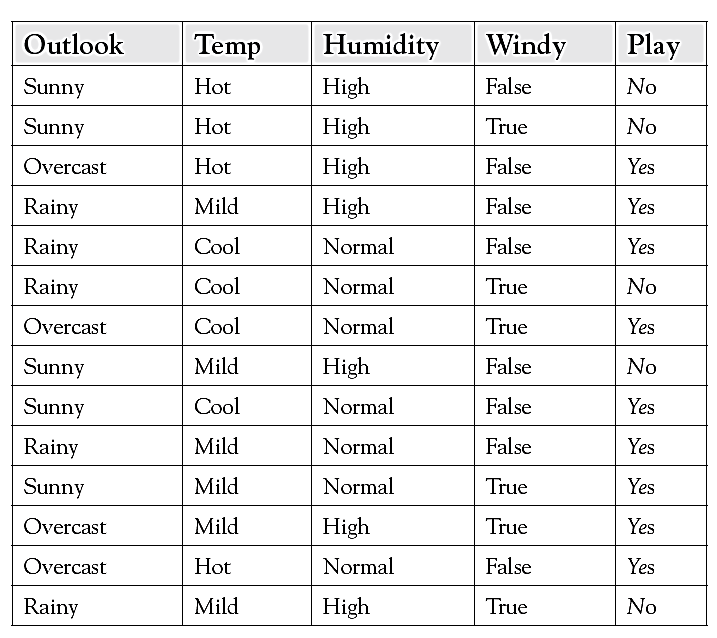 Outlook Temp Humidity Windy Play
Sunny Hot High False No
Sunny Hot High True No
Overcast Hot High False Yes
Rainy Mild High False Yes
Rainy Cool Normal False Yes
Rainy Cool Normal True No
Overcast Cool Normal True Yes
Sunny Mild High False No
Sunny Cool Normal False Yes
Rainy Mild Normal False Yes
Sunny Mild Normal True Yes
Overcast Mild High True Yes
Overcast Hot Normal False Yes
Rainy Mild High True No